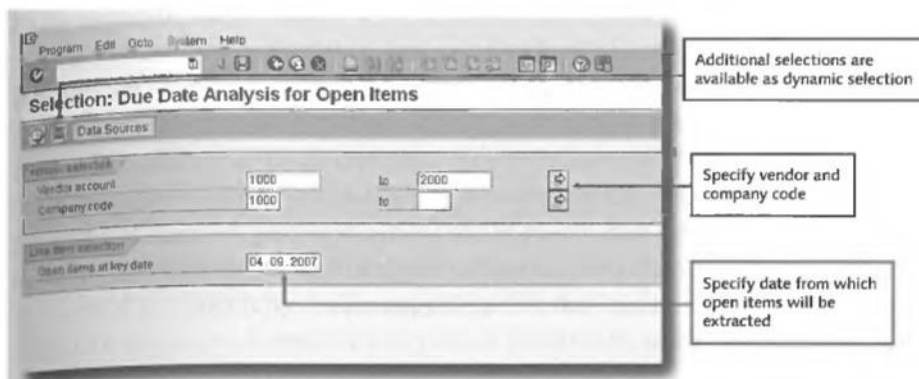 Program Edit Goto System Help
Selection: Due Date Analysis for Open Items
Data Sources
Vendor selection
Vendor account 1000 to 2000
Company code 1000 to
Line item selection
Open items at key date 04.09.2007
Additional selections are
available as dynamic selection
Specify vendor and
company code
Specify date from which
open items will be
extracted